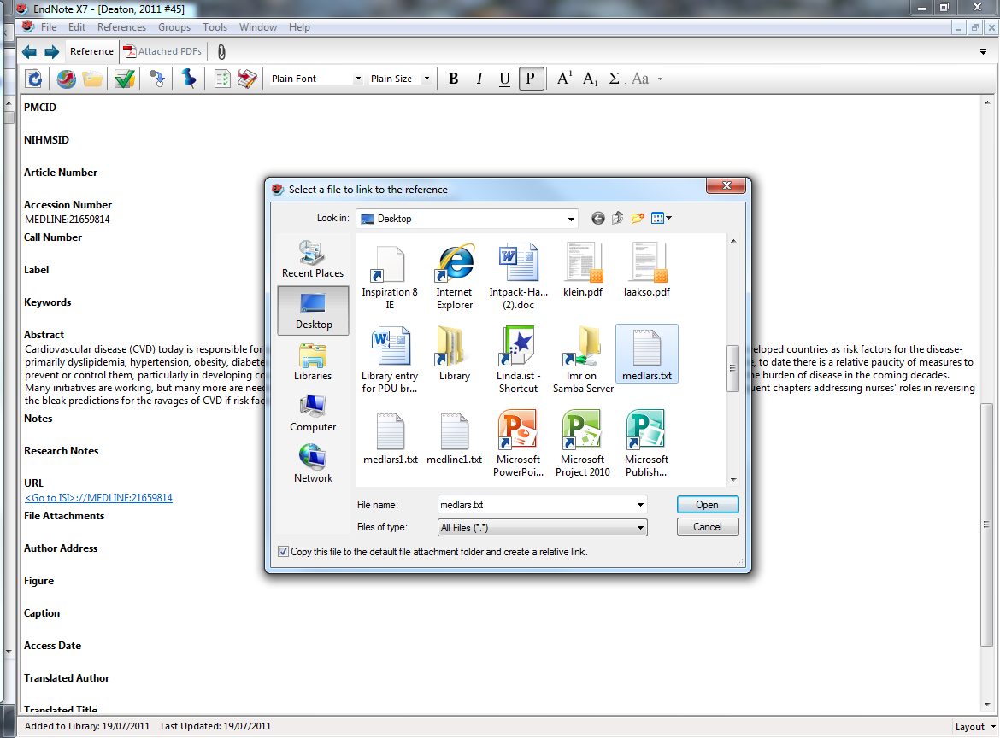 EndNote X7 - [Deaton, 2011 #45]
File Edit References Groups Tools Window Help
Reference Attached PDFs
Plain Font Plain Size B I U P A¹ A₁ Σ Aa
PMCID
NIHMSID
Article Number
Accession Number
MEDLINE:21659814
Call Number
Label
Keywords
Abstract
Cardiovascular disease (CVD) today is responsible for eloped countries as risk factors for the disease-
primarily dyslipidemia, hypertension, obesity, diabete , to date there is a relative paucity of measures to
prevent or control them, particularly in developing co the burden of disease in the coming decades.
Many initiatives are working, but many more are need uent chapters addressing nurses' roles in reversing
the bleak predictions for the ravages of CVD if risk fac
Notes
Research Notes
URL
<Go to ISI>://MEDLINE:21659814
File Attachments
Author Address
Figure
Caption
Access Date
Translated Author
Translated Title
Added to Library: 19/07/2011 Last Updated: 19/07/2011
Layout
Select a file to link to the reference
Look in: Desktop
Recent Places
Desktop
Libraries
Computer
Network
Inspiration 8
IE
Internet
Explorer
Intpack-Ha...
(2).doc
klein.pdf
laakso.pdf
Library entry
for PDU br...
Library
Linda.ist -
Shortcut
lmr on
Samba Server
medlars.txt
medlars1.txt
medline1.txt
Microsoft
PowerPoi...
Microsoft
Project 2010
Microsoft
Publish...
File name: medlars.txt Open
Files of type: All Files (*.*) Cancel
Copy this file to the default file attachment folder and create a relative link.